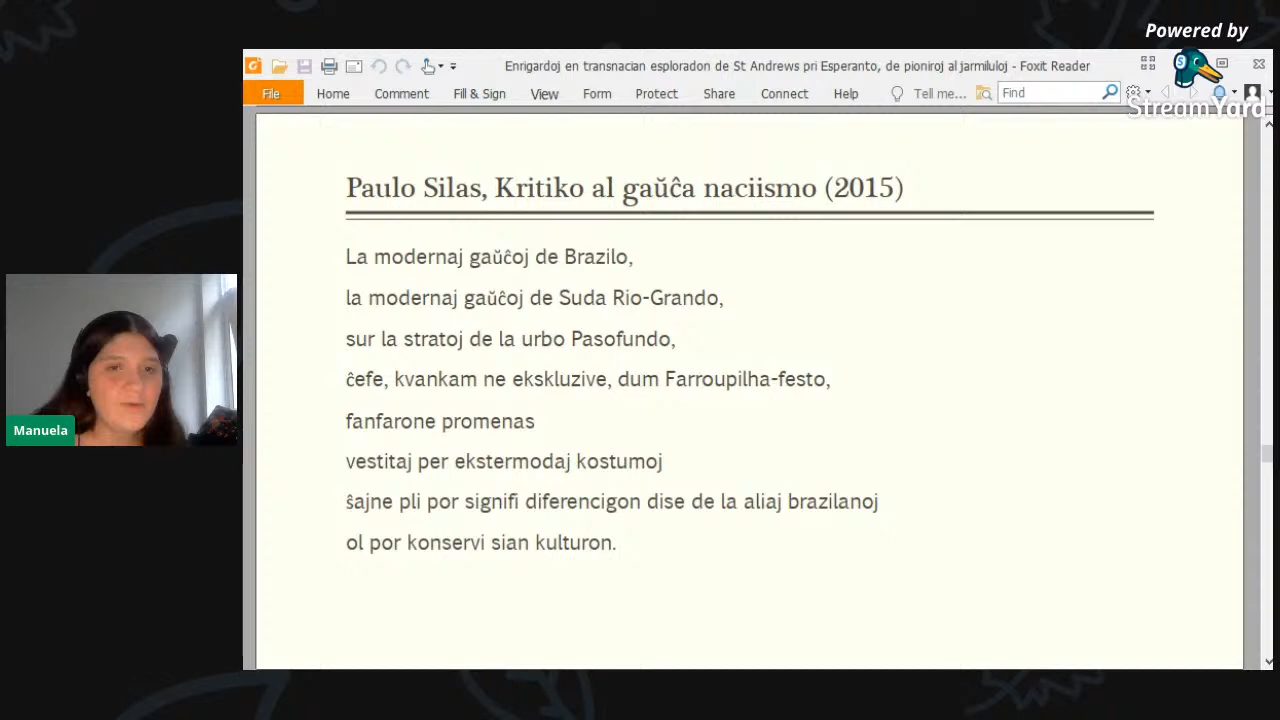 Powered by
StreamYard
Enrigardoj en transnacian esploradon de St Andrews pri Esperanto, de pioniroj al jarmiluloj - Foxit Reader
File Home Comment Fill & Sign View Form Protect Share Connect Help Tell me... Find
Paulo Silas, Kritiko al gaŭĉa naciismo (2015)
La modernaj gaŭĉoj de Brazilo,
la modernaj gaŭĉoj de Suda Rio-Grando,
sur la stratoj de la urbo Pasofundo,
ĉefe, kvankam ne ekskluzive, dum Farroupilha-festo,
fanfarone promenas
vestitaj per ekstermodaj kostumoj
ŝajne pli por signifi diferencigon dise de la aliaj brazilanoj
ol por konservi sian kulturon.
Manuela